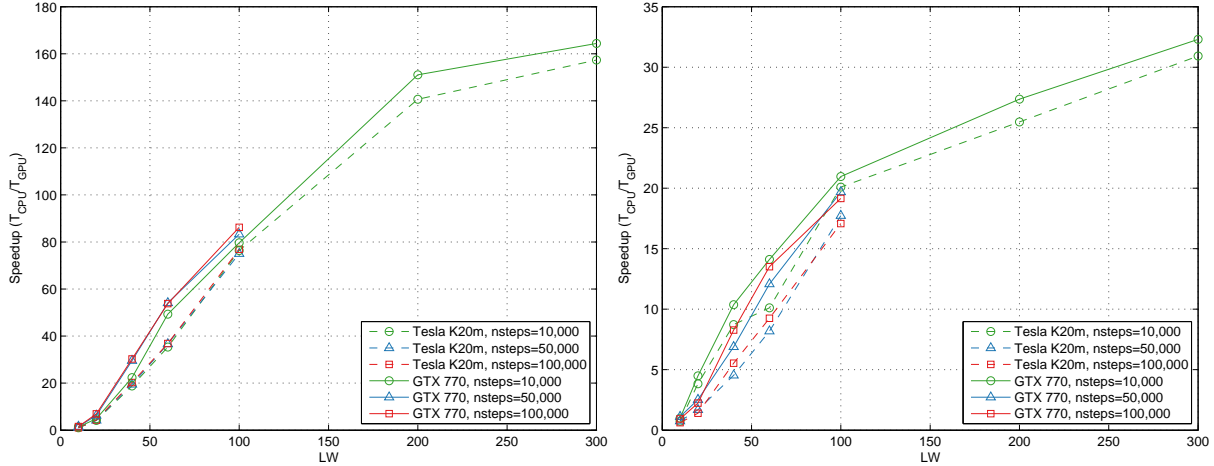 180
160
140
120
100
80
60
40
20
0
Speedup (T_CPU/T_GPU)
0 50 100 150 200 250 300
LW
Tesla K20m, nsteps=10,000
Tesla K20m, nsteps=50,000
Tesla K20m, nsteps=100,000
GTX 770, nsteps=10,000
GTX 770, nsteps=50,000
GTX 770, nsteps=100,000
35
30
25
20
15
10
5
0
Speedup (T_CPU/T_GPU)
0 50 100 150 200 250 300
LW
Tesla K20m, nsteps=10,000
Tesla K20m, nsteps=50,000
Tesla K20m, nsteps=100,000
GTX 770, nsteps=10,000
GTX 770, nsteps=50,000
GTX 770, nsteps=100,000